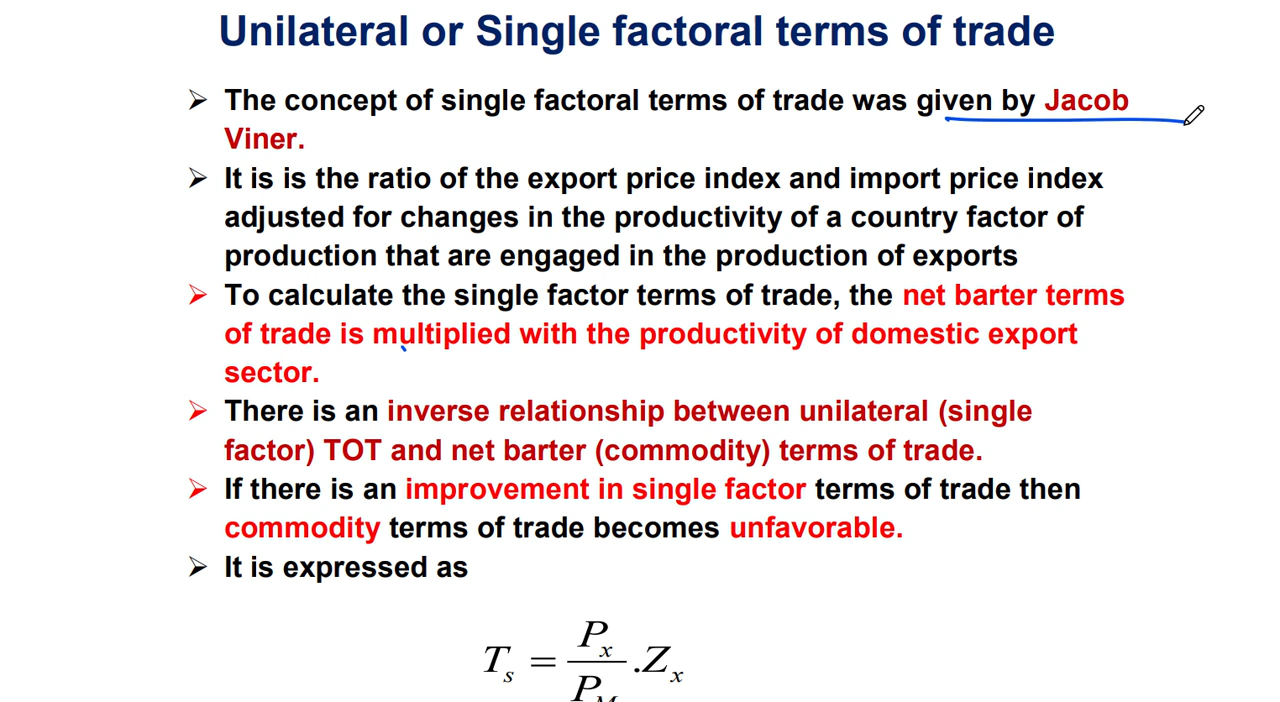 Unilateral or Single factoral terms of trade
➢ The concept of single factoral terms of trade was given by Jacob
Viner.
➢ It is is the ratio of the export price index and import price index
adjusted for changes in the productivity of a country factor of
production that are engaged in the production of exports
➢ To calculate the single factor terms of trade, the net barter terms
of trade is multiplied with the productivity of domestic export
sector.
➢ There is an inverse relationship between unilateral (single
factor) TOT and net barter (commodity) terms of trade.
➢ If there is an improvement in single factor terms of trade then
commodity terms of trade becomes unfavorable.
➢ It is expressed as
T_s = P_x / P_M . Z_x